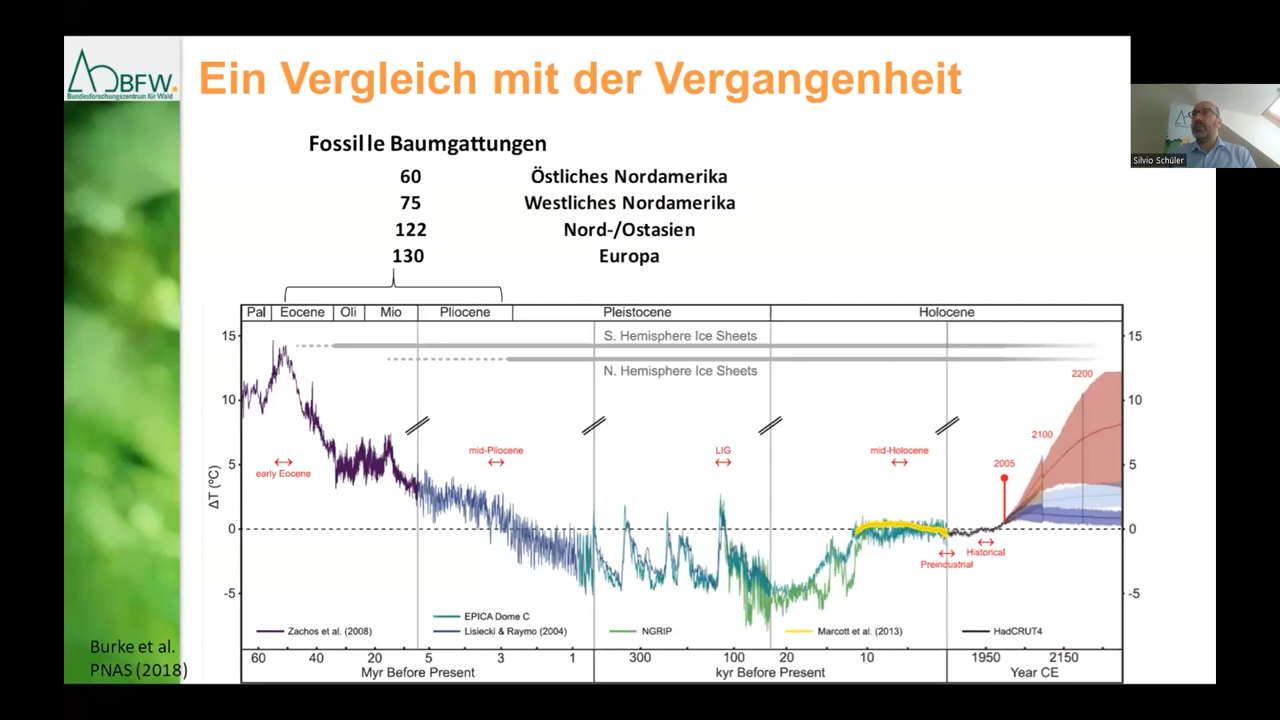 BFW.
Bundesforschungszentrum für Wald
Ein Vergleich mit der Vergangenheit
Silvio Schüler
Fossille Baumgattungen
60 Östliches Nordamerika
75 Westliches Nordamerika
122 Nord-/Ostasien
130 Europa
Pal Eocene Oli Mio Pliocene Pleistocene Holocene
S. Hemisphere Ice Sheets
N. Hemisphere Ice Sheets
15 15
10 10
5 5
0 0
-5 -5
ΔT (°C)
2200
2100
2005
early Eocene
mid-Pliocene
LIG
mid-Holocene
Historical
Preindustrial
EPICA Dome C
Zachos et al. (2008) Lisiecki & Raymo (2004) NGRIP Marcott et al. (2013) HadCRUT4
60 40 20 5 3 1 300 100 20 10 1950 2150
Myr Before Present kyr Before Present Year CE
Burke et al.
PNAS (2018)